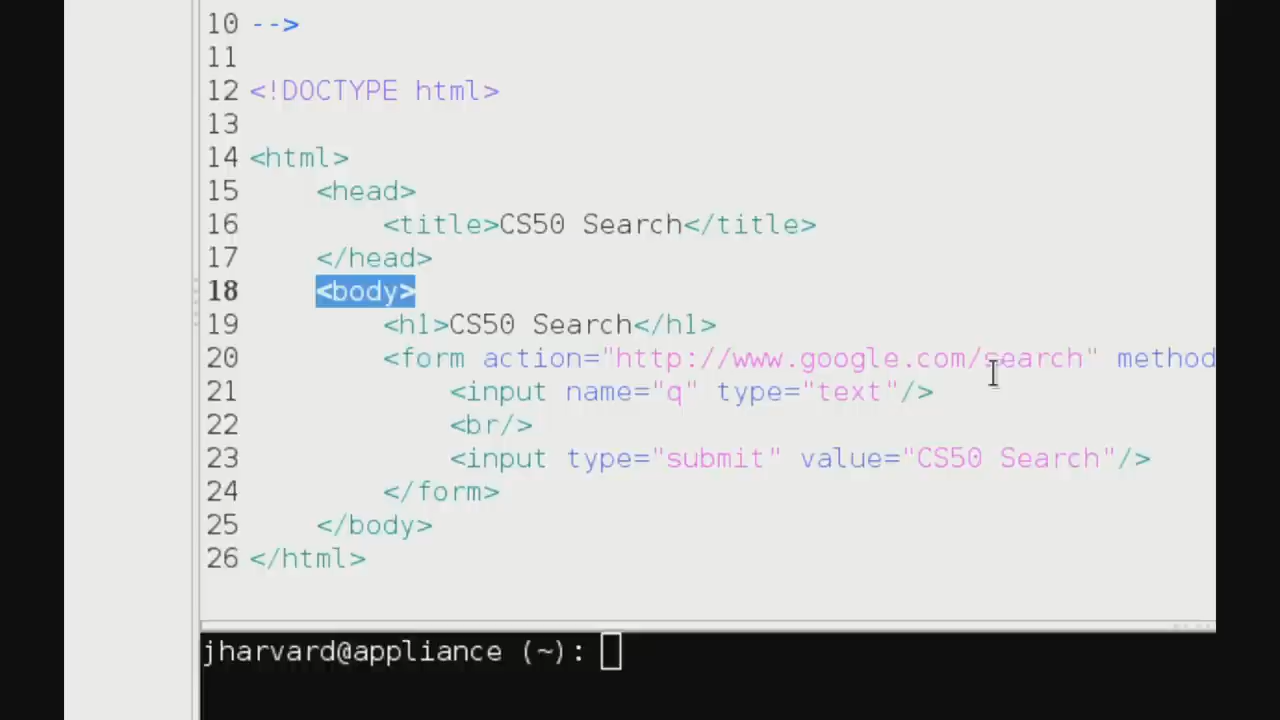 10 -->
11
12 <!DOCTYPE html>
13
14 <html>
15     <head>
16         <title>CS50 Search</title>
17     </head>
18     <body>
19         <h1>CS50 Search</h1>
20         <form action="http://www.google.com/search" method
21             <input name="q" type="text"/>
22             <br/>
23             <input type="submit" value="CS50 Search"/>
24         </form>
25     </body>
26 </html>
jharvard@appliance (~):